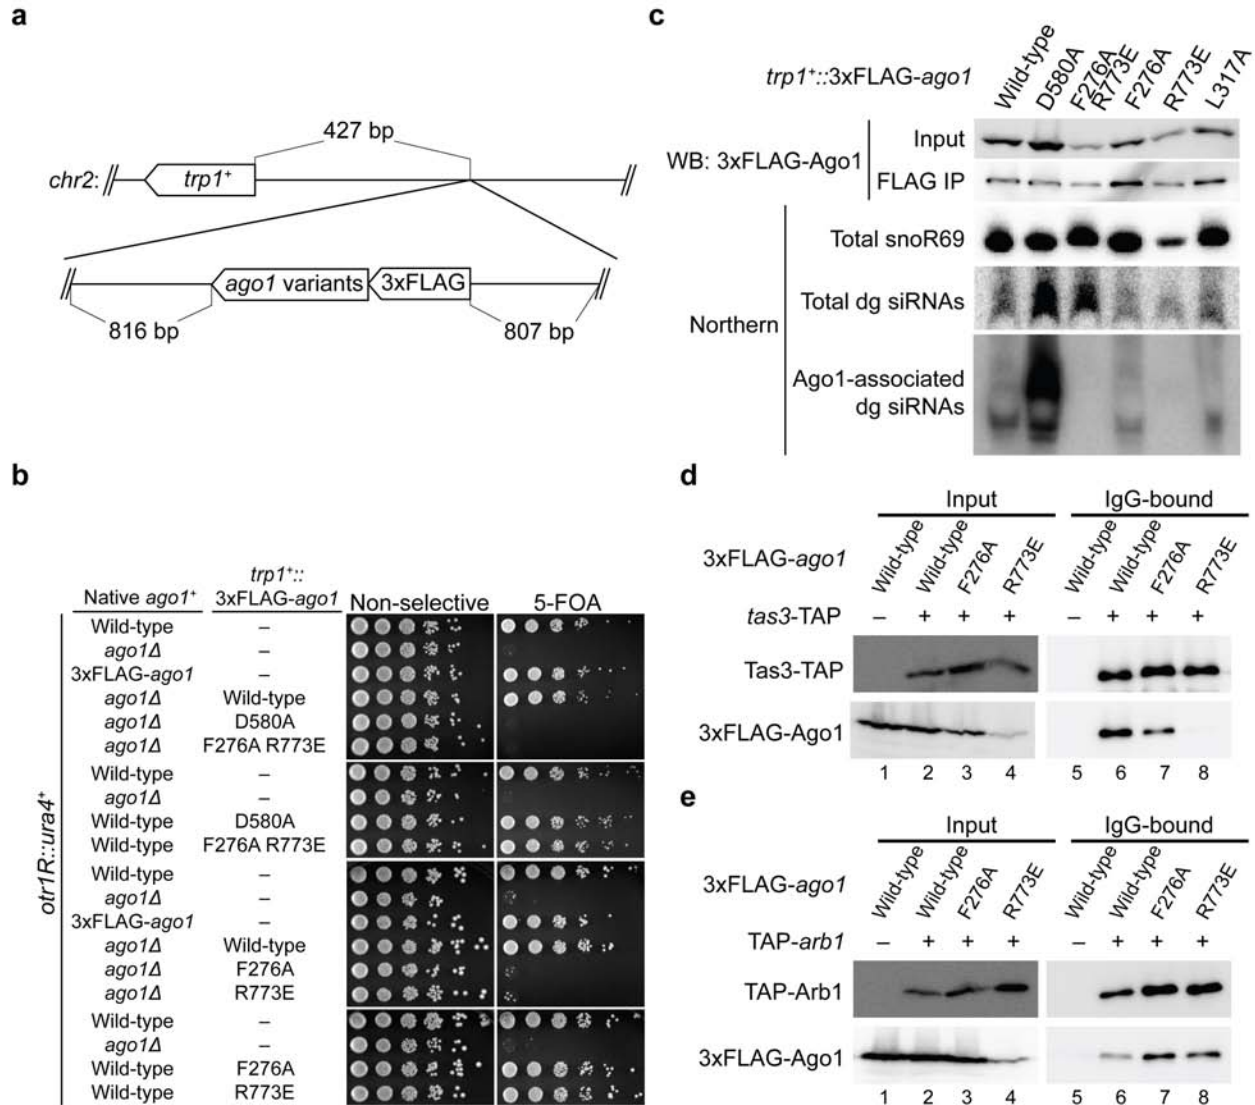 a
427 bp
chr2:
trp1+
ago1 variants
3xFLAG
816 bp
807 bp
b
Native ago1+
trp1+::
3xFLAG-ago1
Non-selective
5-FOA
otr1R::ura4+
Wild-type –
ago1Δ –
3xFLAG-ago1 –
ago1Δ Wild-type
ago1Δ D580A
ago1Δ F276A R773E
Wild-type –
ago1Δ –
Wild-type D580A
Wild-type F276A R773E
Wild-type –
ago1Δ –
3xFLAG-ago1 –
ago1Δ Wild-type
ago1Δ F276A
ago1Δ R773E
Wild-type –
ago1Δ –
Wild-type F276A
Wild-type R773E
c
trp1+::3xFLAG-ago1
Wild-type
D580A
F276A
R773E
F276A
R773E
L317A
WB: 3xFLAG-Ago1
Input
FLAG IP
Northern
Total snoR69
Total dg siRNAs
Ago1-associated
dg siRNAs
d
Input
IgG-bound
3xFLAG-ago1
Wild-type
Wild-type
F276A
R773E
Wild-type
Wild-type
F276A
R773E
tas3-TAP
– + + + – + + +
Tas3-TAP
3xFLAG-Ago1
1 2 3 4 5 6 7 8
e
Input
IgG-bound
3xFLAG-ago1
Wild-type
Wild-type
F276A
R773E
Wild-type
Wild-type
F276A
R773E
TAP-arb1
– + + + – + + +
TAP-Arb1
3xFLAG-Ago1
1 2 3 4 5 6 7 8